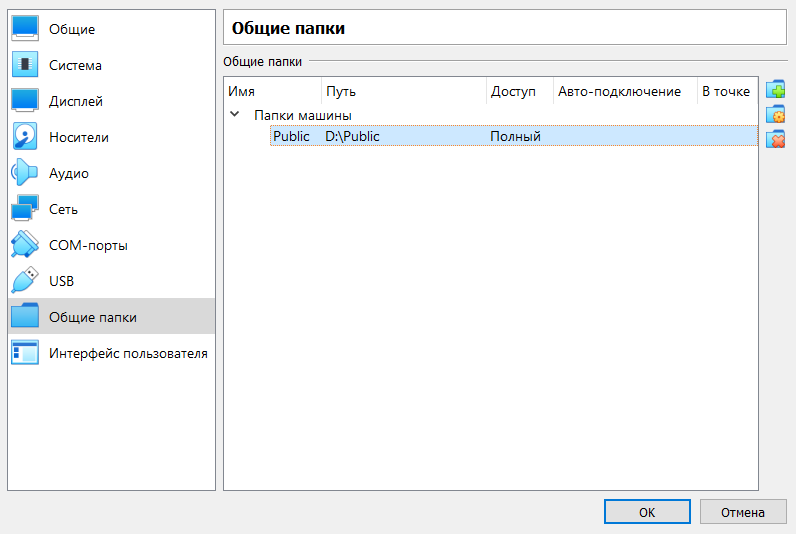 Общие
Система
Дисплей
Носители
Аудио
Сеть
COM-порты
USB
Общие папки
Интерфейс пользователя
Общие папки
Общие папки
Имя Путь Доступ Авто-подключение В точке
Папки машины
Public D:\Public Полный
OK Отмена